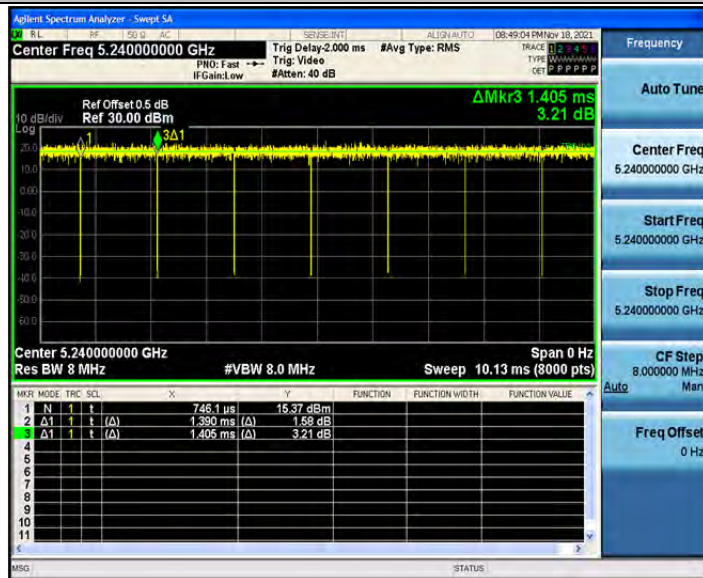 Agilent Spectrum Analyzer - Swept SA
RL RF 50 Ω AC SENSE:INT ALIGN AUTO 08:49:04 PM Nov 18, 2021
Center Freq 5.240000000 GHz
PNO: Fast
IFGain:Low
Trig Delay-2.000 ms
Trig: Video
#Atten: 40 dB
#Avg Type: RMS
TRACE 1 2 3 4 5 6
TYPE W
DET P P P P P P
Frequency
Auto Tune
Center Freq
5.240000000 GHz
Start Freq
5.240000000 GHz
Stop Freq
5.240000000 GHz
CF Step
8.000000 MHz
Auto Man
Freq Offset
0 Hz
Ref Offset 0.5 dB
10 dB/div Ref 30.00 dBm
ΔMkr3 1.405 ms
3.21 dB
Log
1
3Δ1
20.0
10.0
0.00
-10.0
-20.0
-30.0
-40.0
-50.0
-60.0
Center 5.240000000 GHz Span 0 Hz
Res BW 8 MHz #VBW 8.0 MHz Sweep 10.13 ms (8000 pts)
MKR MODE TRC SCL X Y FUNCTION FUNCTION WIDTH FUNCTION VALUE
1 N 1 t 746.1 µs 15.37 dBm
2 Δ1 1 t (Δ) 1.390 ms (Δ) 1.58 dB
3 Δ1 1 t (Δ) 1.405 ms (Δ) 3.21 dB
4
5
6
7
8
9
10
11
MSG STATUS